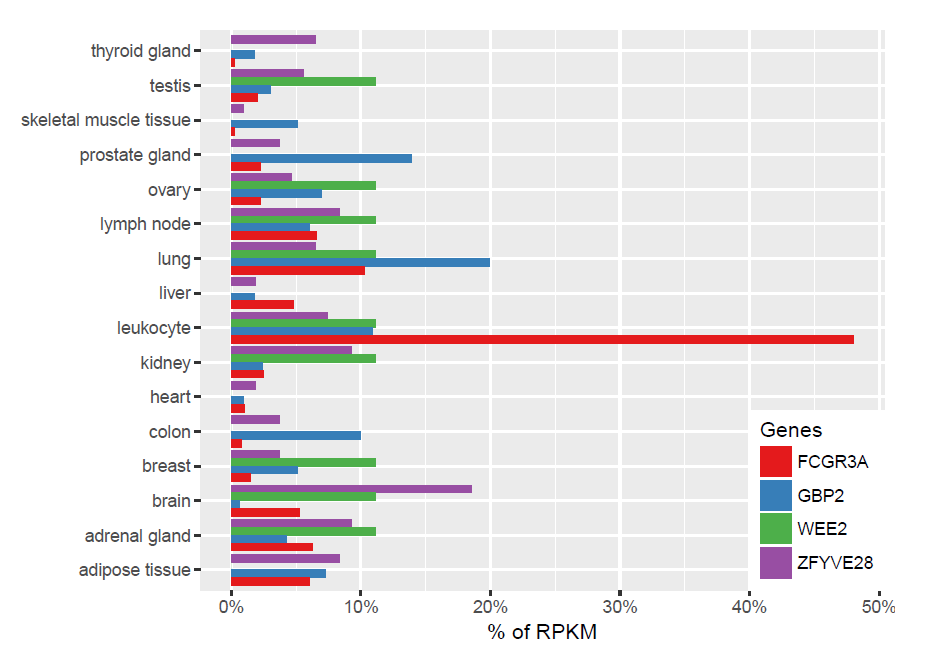 thyroid gland
testis
skeletal muscle tissue
prostate gland
ovary
lymph node
lung
liver
leukocyte
kidney
heart
colon
breast
brain
adrenal gland
adipose tissue
0% 10% 20% 30% 40% 50%
% of RPKM
Genes
FCGR3A
GBP2
WEE2
ZFYVE28